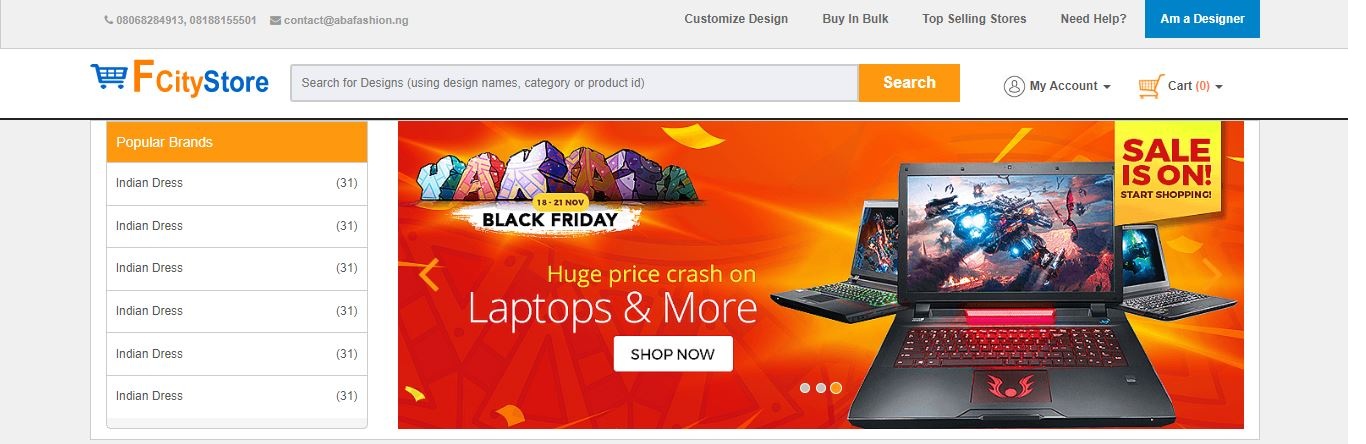 08068284913, 08188155501 contact@abafashion.ng
Customize Design Buy In Bulk Top Selling Stores Need Help? Am a Designer
FCityStore
Search for Designs (using design names, category or product id)
Search
My Account
Cart (0)
Popular Brands
Indian Dress (31)
Indian Dress (31)
Indian Dress (31)
Indian Dress (31)
Indian Dress (31)
Indian Dress (31)
18 - 21 NOV
BLACK FRIDAY
Huge price crash on
Laptops & More
SHOP NOW
SALE
IS ON!
START SHOPPING!